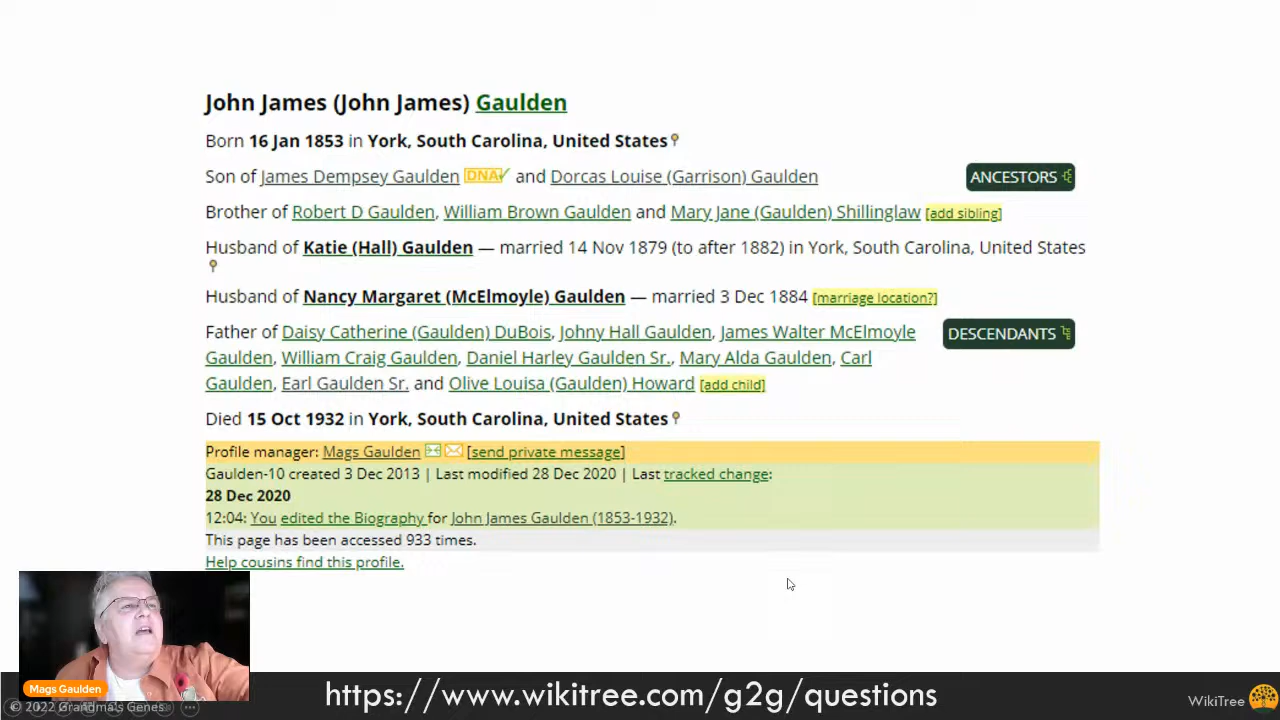 John James (John James) Gaulden
Born 16 Jan 1853 in York, South Carolina, United States
Son of James Dempsey Gaulden DNA and Dorcas Louise (Garrison) Gaulden
ANCESTORS
Brother of Robert D Gaulden, William Brown Gaulden and Mary Jane (Gaulden) Shillinglaw [add sibling]
Husband of Katie (Hall) Gaulden — married 14 Nov 1879 (to after 1882) in York, South Carolina, United States
Husband of Nancy Margaret (McElmoyle) Gaulden — married 3 Dec 1884 [marriage location?]
Father of Daisy Catherine (Gaulden) DuBois, Johny Hall Gaulden, James Walter McElmoyle
DESCENDANTS
Gaulden, William Craig Gaulden, Daniel Harley Gaulden Sr., Mary Alda Gaulden, Carl
Gaulden, Earl Gaulden Sr. and Olive Louisa (Gaulden) Howard [add child]
Died 15 Oct 1932 in York, South Carolina, United States
Profile manager: Mags Gaulden [send private message]
Gaulden-10 created 3 Dec 2013 | Last modified 28 Dec 2020 | Last tracked change:
28 Dec 2020
12:04: You edited the Biography for John James Gaulden (1853-1932).
This page has been accessed 933 times.
Help cousins find this profile.
Mags Gaulden
© 2022 Grandma's Genes
https://www.wikitree.com/g2g/questions
WikiTree